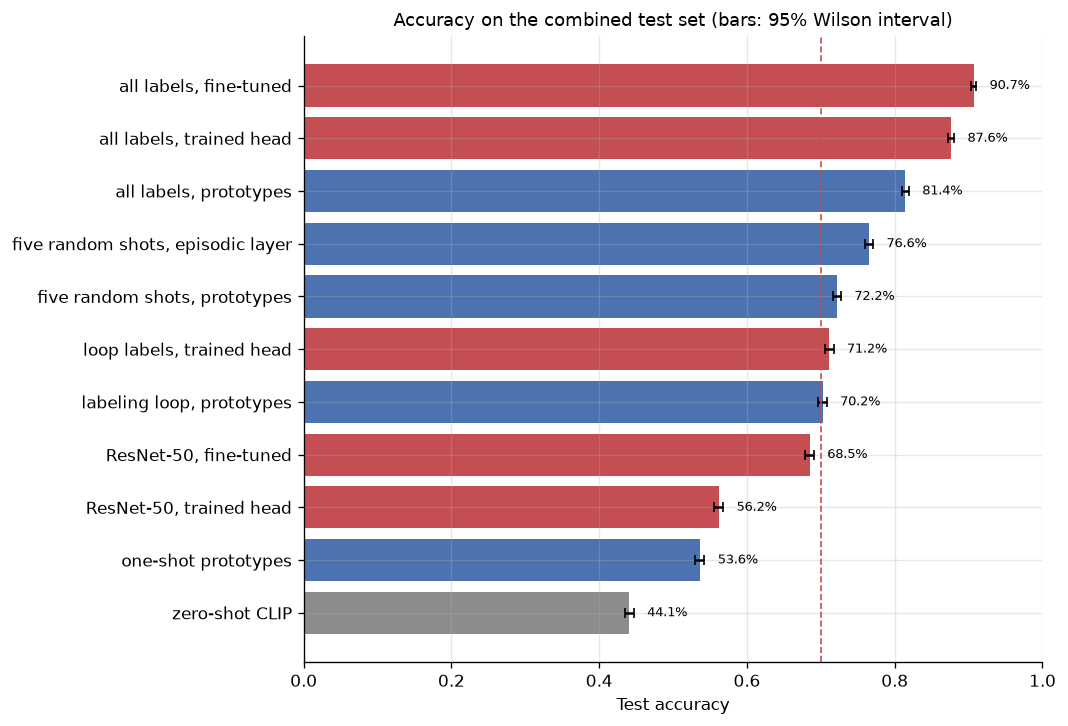 Accuracy on the combined test set (bars: 95% Wilson interval)
all labels, fine-tuned 90.7%
all labels, trained head 87.6%
all labels, prototypes 81.4%
five random shots, episodic layer 76.6%
five random shots, prototypes 72.2%
loop labels, trained head 71.2%
labeling loop, prototypes 70.2%
ResNet-50, fine-tuned 68.5%
ResNet-50, trained head 56.2%
one-shot prototypes 53.6%
zero-shot CLIP 44.1%
0.0 0.2 0.4 0.6 0.8 1.0
Test accuracy